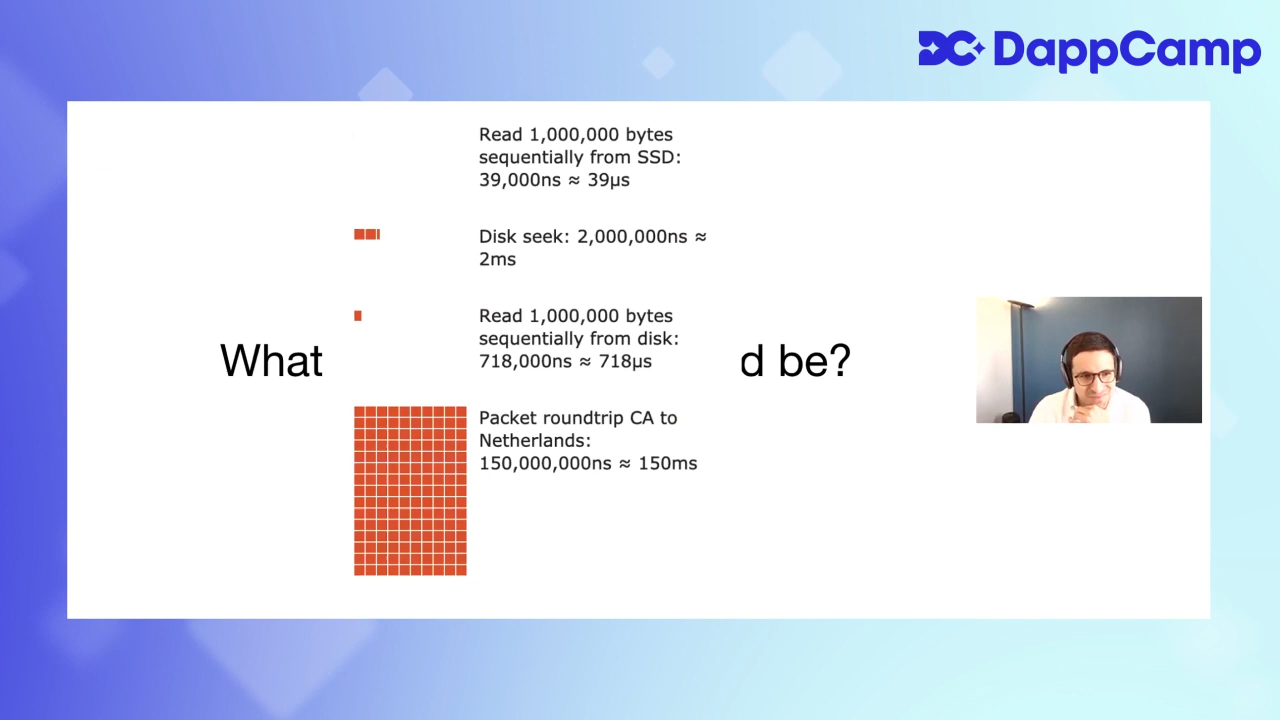 DappCamp
Read 1,000,000 bytes
sequentially from SSD:
39,000ns ≈ 39μs
Disk seek: 2,000,000ns ≈
2ms
Read 1,000,000 bytes
sequentially from disk:
718,000ns ≈ 718μs
What
d be?
Packet roundtrip CA to
Netherlands:
150,000,000ns ≈ 150ms